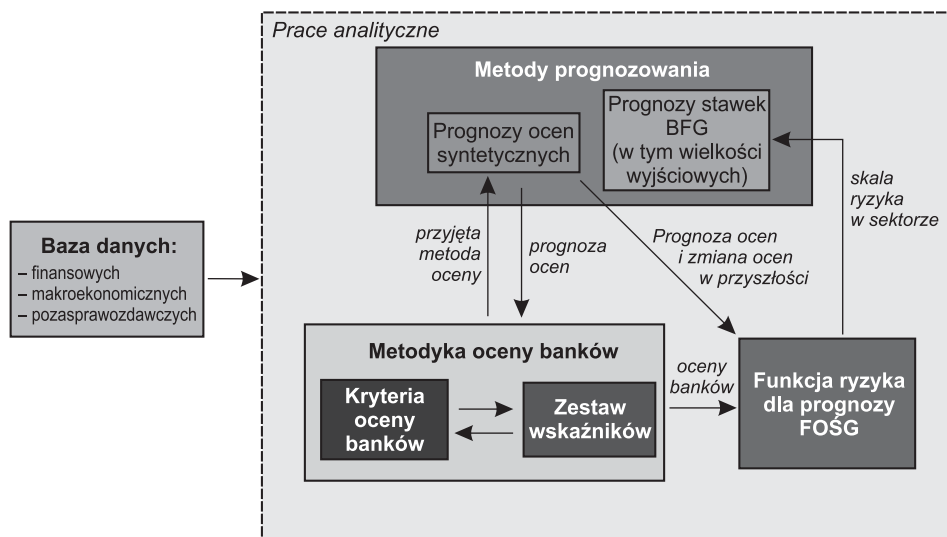 Prace analityczne
Metody prognozowania
Prognozy ocen
syntetycznych
Prognozy stawek
BFG
(w tym wielkości
wyjściowych)
skala
ryzyka
w sektorze
przyjęta
metoda
oceny
prognoza
ocen
Prognoza ocen
i zmiana ocen
w przyszłości
Baza danych:
– finansowych
– makroekonomicznych
– pozasprawozdawczych
Metodyka oceny banków
Kryteria
oceny
banków
Zestaw
wskaźników
oceny
banków
Funkcja ryzyka
dla prognozy
FOŚG